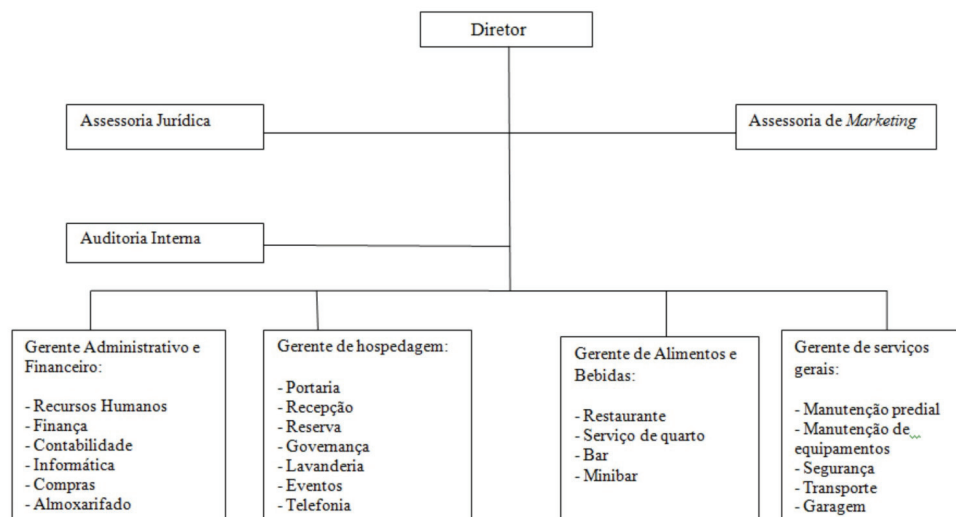 Diretor
Assessoria Jurídica
Assessoria de Marketing
Auditoria Interna
Gerente Administrativo e
Financeiro:
- Recursos Humanos
- Finança
- Contabilidade
- Informática
- Compras
- Almoxarifado
Gerente de hospedagem:
- Portaria
- Recepção
- Reserva
- Governança
- Lavanderia
- Eventos
- Telefonia
Gerente de Alimentos e
Bebidas:
- Restaurante
- Serviço de quarto
- Bar
- Minibar
Gerente de serviços
gerais:
- Manutenção predial
- Manutenção de
equipamentos
- Segurança
- Transporte
- Garagem